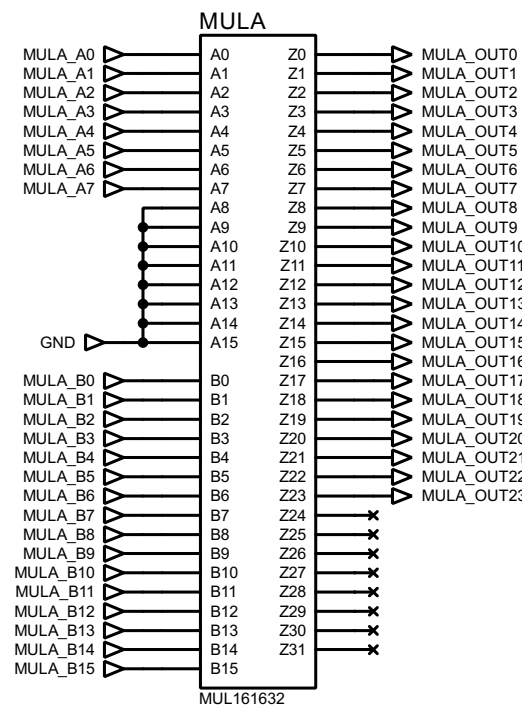 MULA
MULA_A0 A0 Z0 MULA_OUT0
MULA_A1 A1 Z1 MULA_OUT1
MULA_A2 A2 Z2 MULA_OUT2
MULA_A3 A3 Z3 MULA_OUT3
MULA_A4 A4 Z4 MULA_OUT4
MULA_A5 A5 Z5 MULA_OUT5
MULA_A6 A6 Z6 MULA_OUT6
MULA_A7 A7 Z7 MULA_OUT7
A8 Z8 MULA_OUT8
A9 Z9 MULA_OUT9
A10 Z10 MULA_OUT10
A11 Z11 MULA_OUT11
A12 Z12 MULA_OUT12
A13 Z13 MULA_OUT13
A14 Z14 MULA_OUT14
GND A15 Z15 MULA_OUT15
Z16 MULA_OUT16
MULA_B0 B0 Z17 MULA_OUT17
MULA_B1 B1 Z18 MULA_OUT18
MULA_B2 B2 Z19 MULA_OUT19
MULA_B3 B3 Z20 MULA_OUT20
MULA_B4 B4 Z21 MULA_OUT21
MULA_B5 B5 Z22 MULA_OUT22
MULA_B6 B6 Z23 MULA_OUT23
MULA_B7 B7 Z24
MULA_B8 B8 Z25
MULA_B9 B9 Z26
MULA_B10 B10 Z27
MULA_B11 B11 Z28
MULA_B12 B12 Z29
MULA_B13 B13 Z30
MULA_B14 B14 Z31
MULA_B15 B15
MUL161632